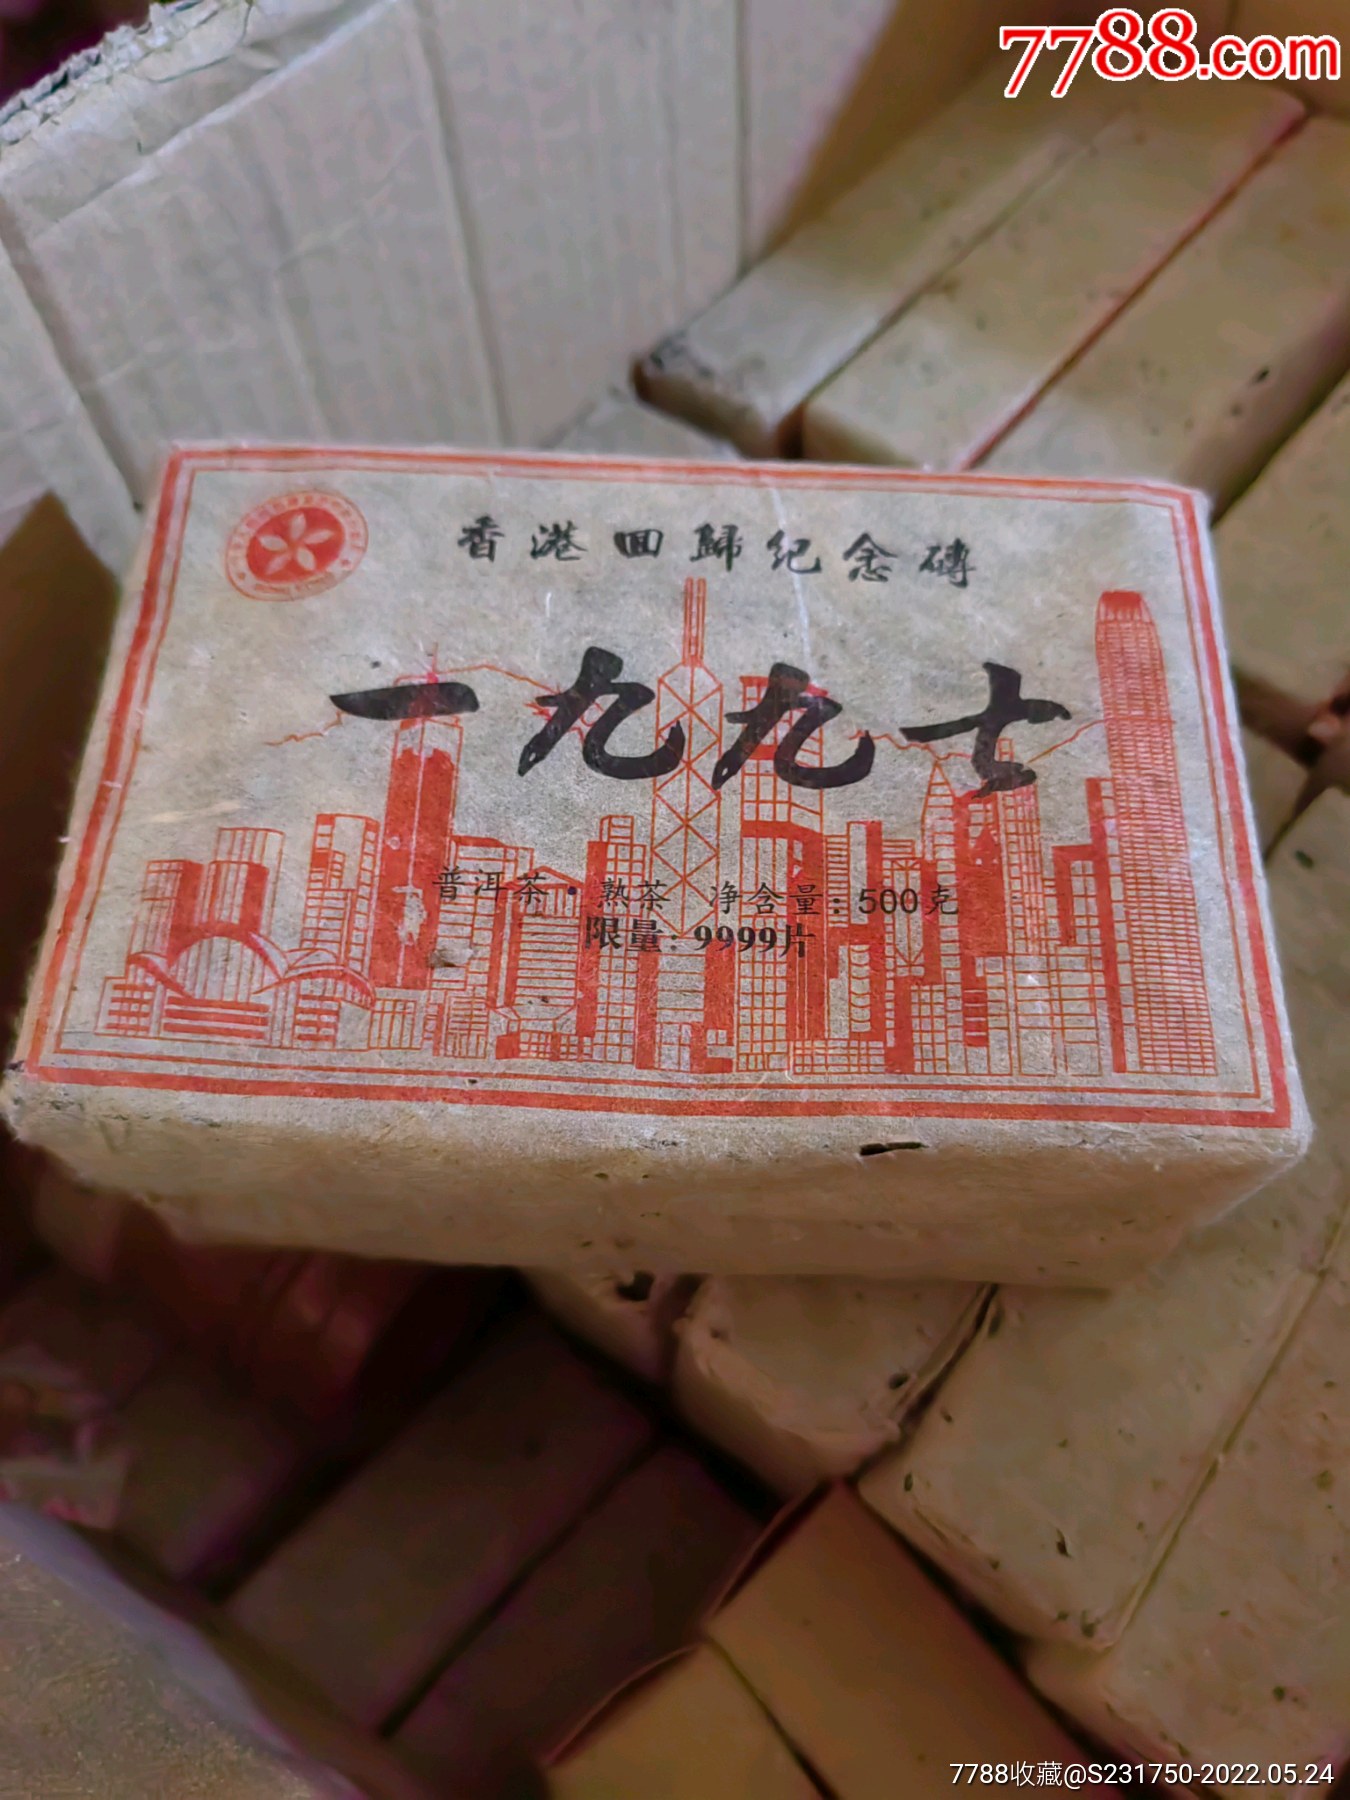 7788.com
香港回歸紀念磚
一九九七
普洱茶·熟茶 净含量:500克
限量:9999片
7788收藏@S231750-2022.05.24